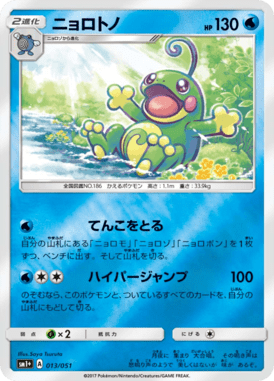 2進化 ニョロトノ HP 130
ニョロゾから進化
全国図鑑NO.186 かえるポケモン 高さ:1.1m 重さ:33.9kg
てんこをとる
自分の山札にある「ニョロモ」「ニョロゾ」「ニョロボン」を1枚
ずつ、ベンチに出す。そして山札を切る。
ハイパージャンプ 100
のぞむなら、このポケモンと、ついているすべてのカードを、
自分の山札にもどして切る。
弱点 ×2 抵抗力 にげる
Illus. Sanosuke
sm1+ A 013/051
©2017 Pokémon/Nintendo/Creatures/GAME FREAK.